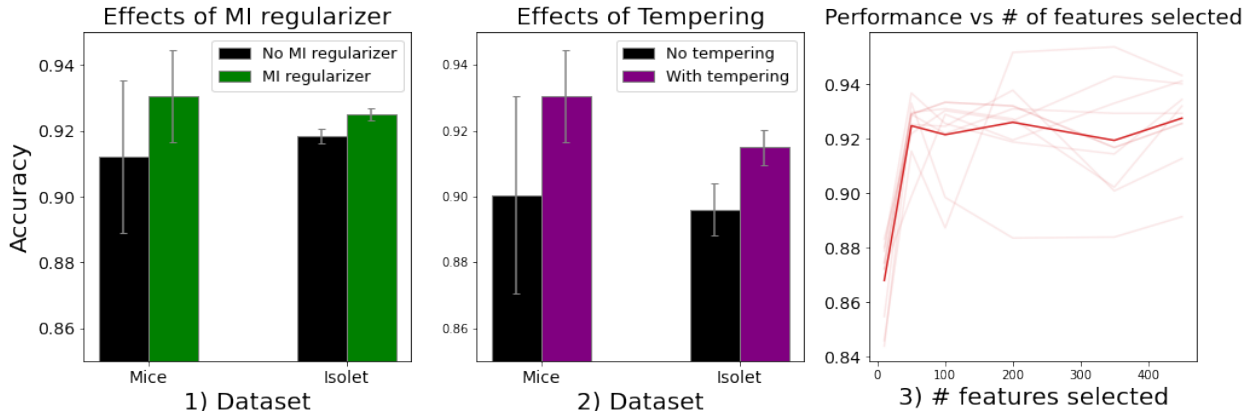 Effects of MI regularizer
No MI regularizer
MI regularizer
0.94
0.92
0.90
0.88
0.86
Accuracy
Mice
Isolet
1) Dataset
Effects of Tempering
No tempering
With tempering
0.94
0.92
0.90
0.88
0.86
Mice
Isolet
2) Dataset
Performance vs # of features selected
0.94
0.92
0.90
0.88
0.86
0.84
0
100
200
300
400
3) # features selected